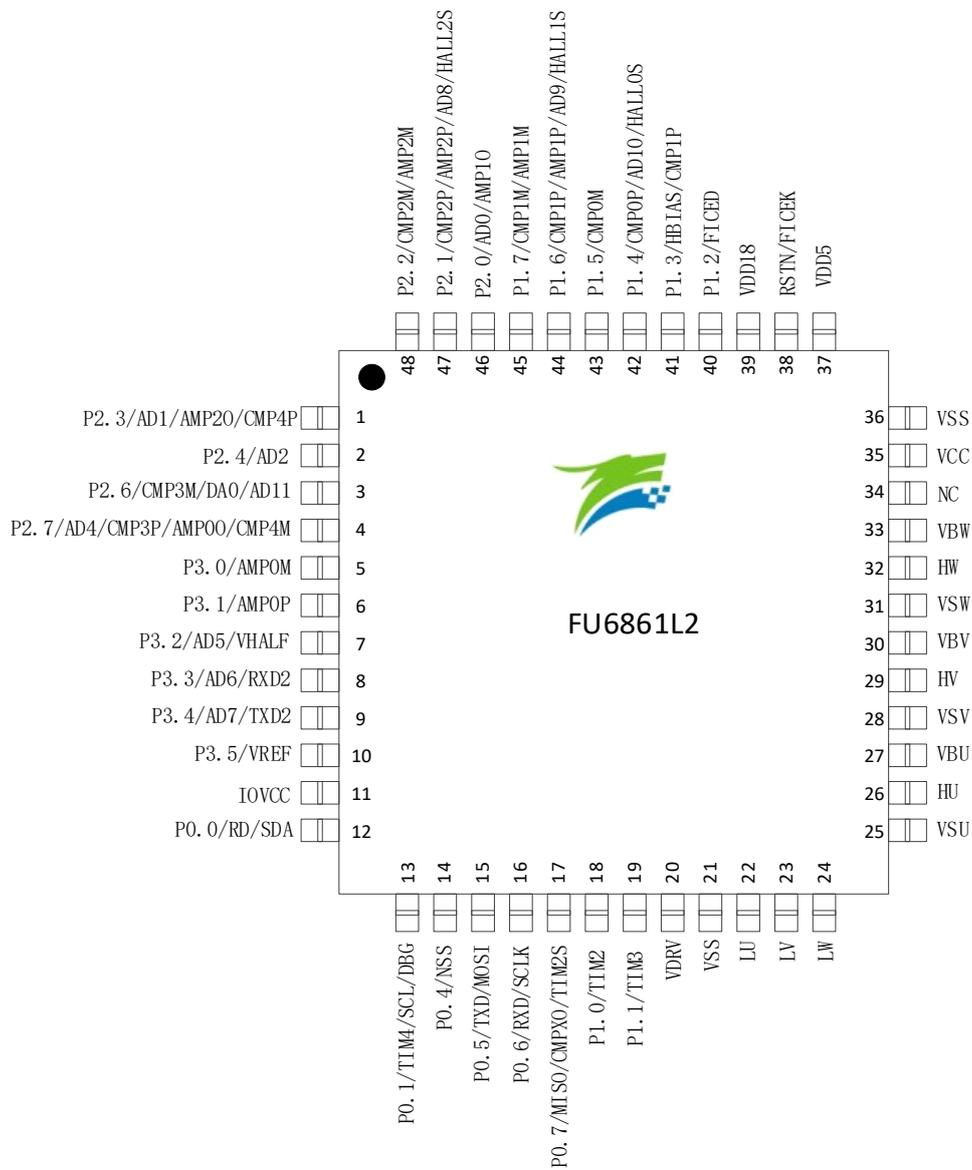 P2.2/CMP2M/AMP2M
P2.1/CMP2P/AMP2P/AD8/HALL2S
P2.0/AD0/AMP1O
P1.7/CMP1M/AMP1M
P1.6/CMP1P/AMP1P/AD9/HALL1S
P1.5/CMP0M
P1.4/CMP0P/AD10/HALL0S
P1.3/HBIAS/CMP1P
P1.2/FICED
VDD18
RSTN/FICEK
VDD5
48
47
46
45
44
43
42
41
40
39
38
37
P2.3/AD1/AMP2O/CMP4P 1
P2.4/AD2 2
P2.6/CMP3M/DA0/AD11 3
P2.7/AD4/CMP3P/AMP0O/CMP4M 4
P3.0/AMP0M 5
P3.1/AMP0P 6
P3.2/AD5/VHALF 7
P3.3/AD6/RXD2 8
P3.4/AD7/TXD2 9
P3.5/VREF 10
IOVCC 11
P0.0/RD/SDA 12
FU6861L2
36 VSS
35 VCC
34 NC
33 VBW
32 HW
31 VSW
30 VBV
29 HV
28 VSV
27 VBU
26 HU
25 VSU
13
14
15
16
17
18
19
20
21
22
23
24
P0.1/TIM4/SCL/DBG
P0.4/NSS
P0.5/TXD/MOSI
P0.6/RXD/SCLK
P0.7/MISO/CMPXO/TIM2S
P1.0/TIM2
P1.1/TIM3
VDRV
VSS
LU
LV
LW